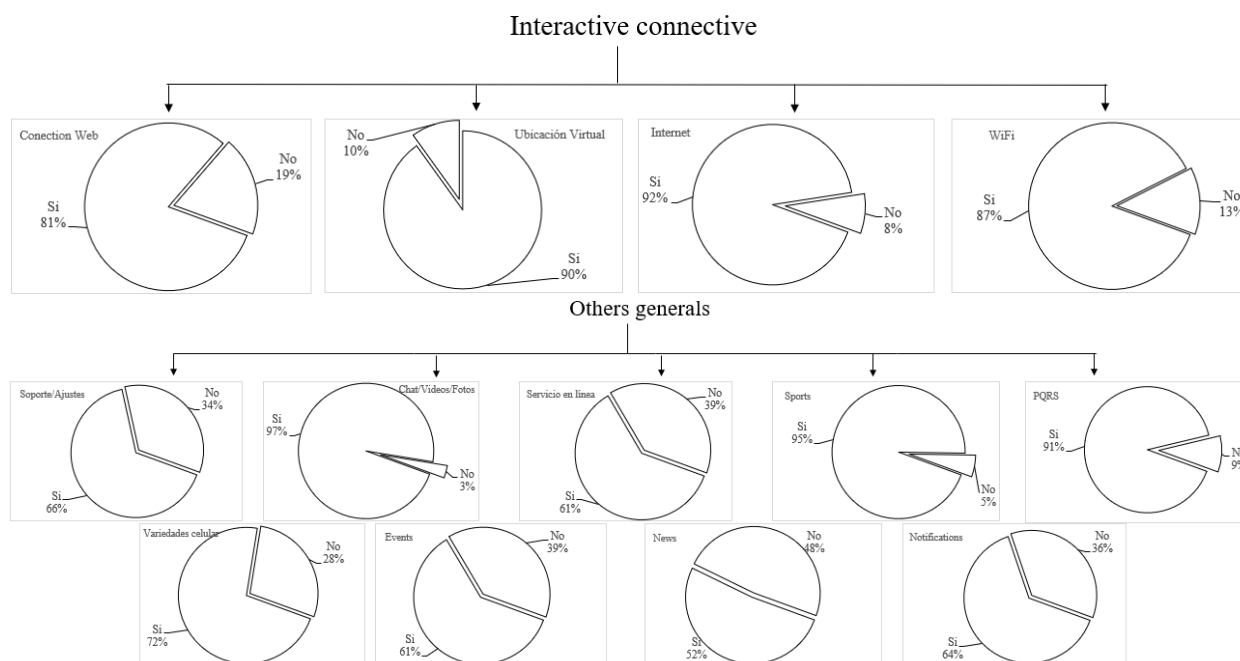 Interactive connective
Conection Web
No
19%
Si
81%
No
10%
Ubicación Virtual
Si
90%
Internet
Si
92%
No
8%
WiFi
Si
87%
No
13%
Others generals
Soporte/Ajustes
No
34%
Si
66%
Chat/Videos/Fotos
Si
97%
No
3%
Servicio en linea
No
39%
Si
61%
Sports
Si
95%
No
5%
PQRS
Si
91%
No
9%
Variedades celular
No
28%
Si
72%
Events
No
39%
Si
61%
News
No
48%
Si
52%
Notifications
No
36%
Si
64%